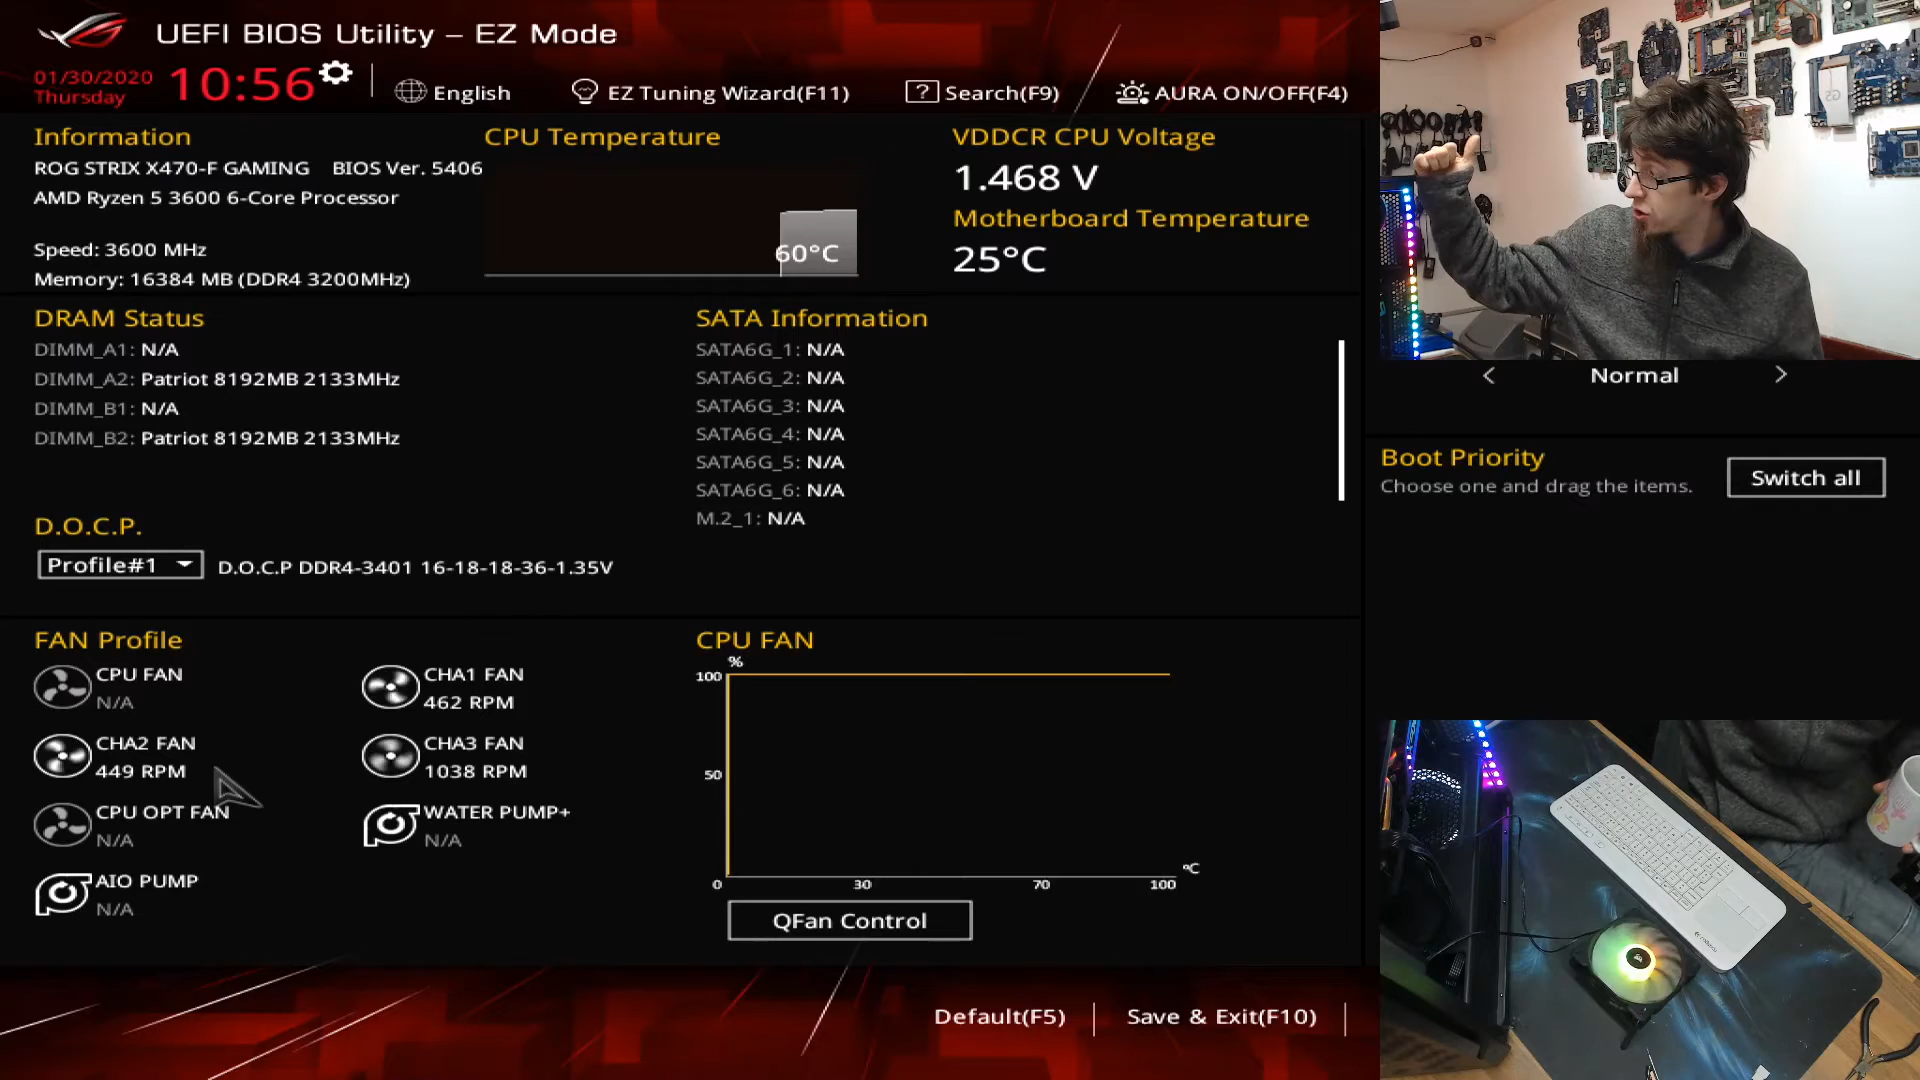 UEFI BIOS Utility – EZ Mode
01/30/2020
Thursday
10:56
English
EZ Tuning Wizard(F11)
? Search(F9)
AURA ON/OFF(F4)
Information
ROG STRIX X470-F GAMING BIOS Ver. 5406
AMD Ryzen 5 3600 6-Core Processor
Speed: 3600 MHz
Memory: 16384 MB (DDR4 3200MHz)
CPU Temperature
60°C
VDDCR CPU Voltage
1.468 V
Motherboard Temperature
25°C
DRAM Status
DIMM_A1: N/A
DIMM_A2: Patriot 8192MB 2133MHz
DIMM_B1: N/A
DIMM_B2: Patriot 8192MB 2133MHz
SATA Information
SATA6G_1: N/A
SATA6G_2: N/A
SATA6G_3: N/A
SATA6G_4: N/A
SATA6G_5: N/A
SATA6G_6: N/A
M.2_1: N/A
< Normal >
Boot Priority
Choose one and drag the items.
Switch all
D.O.C.P.
Profile#1
D.O.C.P DDR4-3401 16-18-18-36-1.35V
FAN Profile
CPU FAN
N/A
CHA1 FAN
462 RPM
CHA2 FAN
449 RPM
CHA3 FAN
1038 RPM
CPU OPT FAN
N/A
WATER PUMP+
N/A
AIO PUMP
N/A
CPU FAN
%
100
50
0
30
70
100
°C
QFan Control
Default(F5)
Save & Exit(F10)